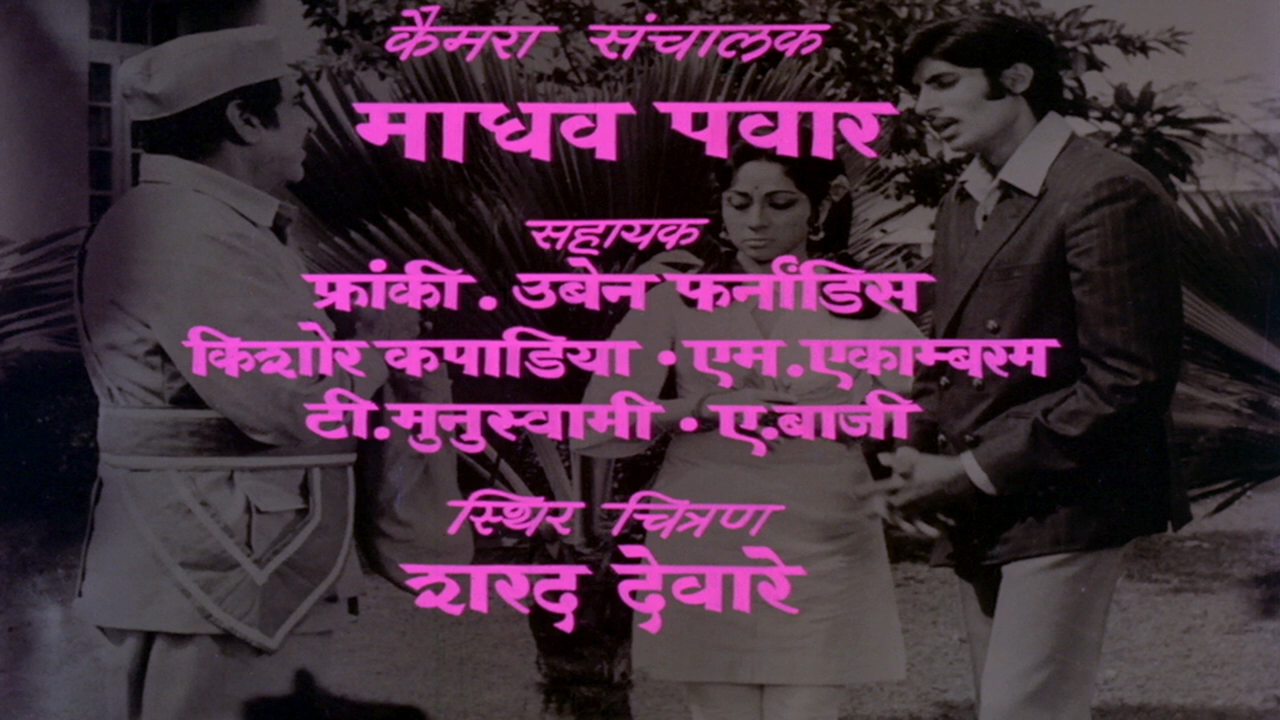 कैमरा संचालक
माधव पवार
सहायक
फ्रांकी . उबेन फर्नांडिस
किशोर कपाडिया • एम. एकाम्बरम
टी. मुनुस्वामी • ए. बाजी
स्थिर चित्रण
शरद देवारे